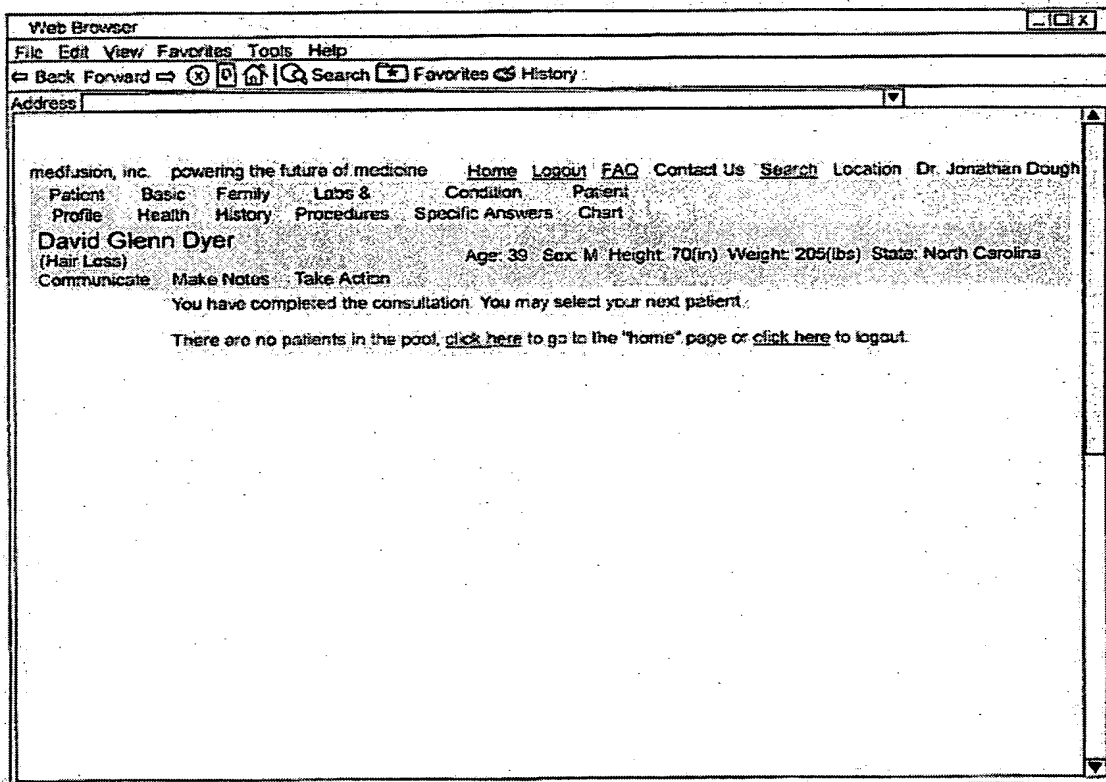 Web Browser
File Edit View Favorites Tools Help
Back Forward Search Favorites History
Address
medfusion, inc. powering the future of medicine Home Logout FAQ Contact Us Search Location Dr. Jonathan Dough
Patient Basic Family Labs & Condition Patient
Profile Health History Procedures Specific Answers Chart
David Glenn Dyer
(Hair Loss)
Age: 39 Sex: M Height: 70(in) Weight: 205(lbs) State: North Carolina
Communicate Make Notes Take Action
You have completed the consultation. You may select your next patient.
There are no patients in the pool, click here to go to the "home" page or click here to logout.